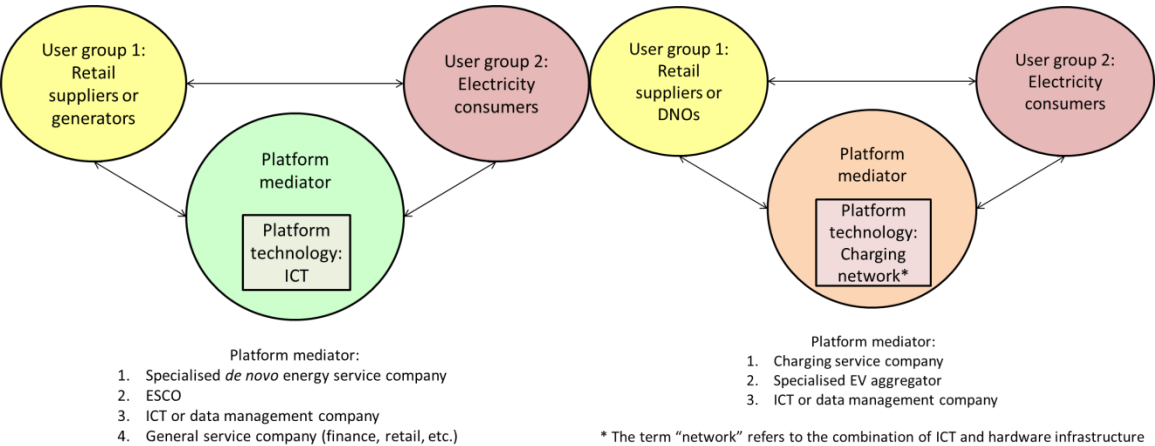 User group 1:
Retail
suppliers or
generators
User group 2:
Electricity
consumers
Platform
mediator
Platform
technology:
ICT
Platform mediator:
1. Specialised de novo energy service company
2. ESCO
3. ICT or data management company
4. General service company (finance, retail, etc.)
User group 1:
Retail
suppliers or
DNOs
User group 2:
Electricity
consumers
Platform
mediator
Platform
technology:
Charging
network*
Platform mediator:
1. Charging service company
2. Specialised EV aggregator
3. ICT or data management company
* The term “network” refers to the combination of ICT and hardware infrastructure